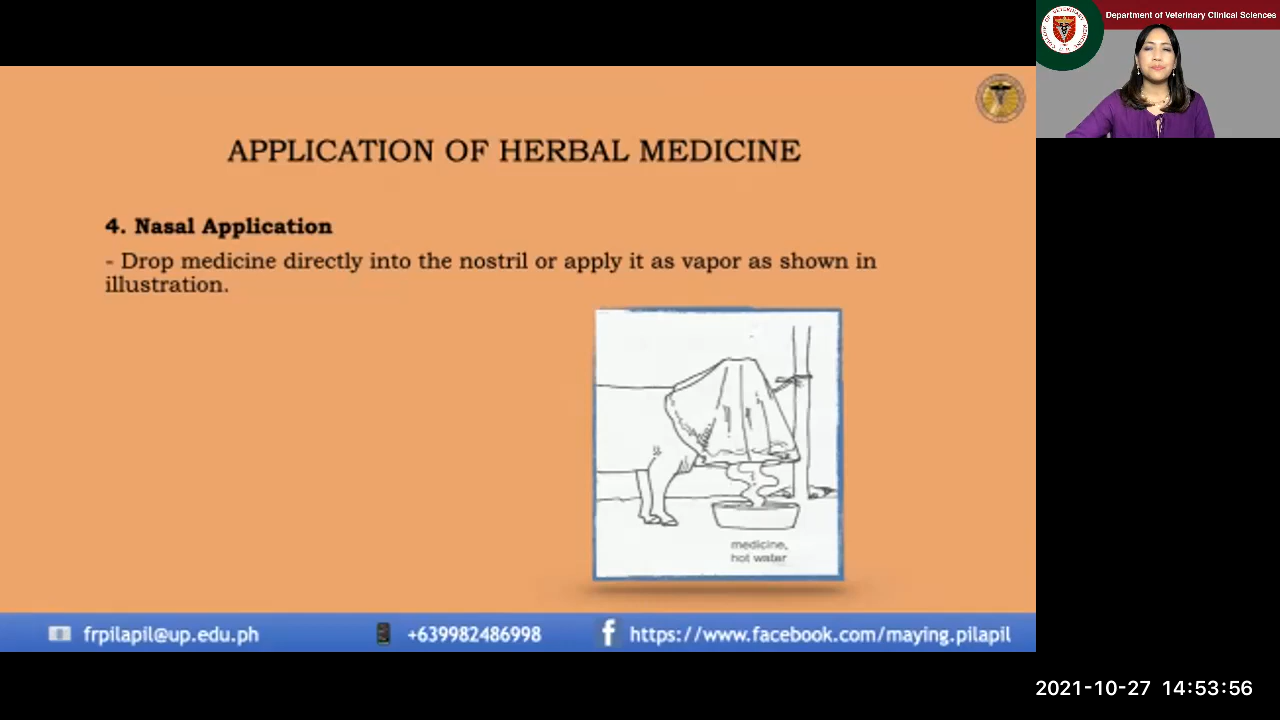 Department of Veterinary Clinical Sciences
APPLICATION OF HERBAL MEDICINE
4. Nasal Application
- Drop medicine directly into the nostril or apply it as vapor as shown in
illustration.
medicine,
hot water
frpilapil@up.edu.ph
+639982486998
https://www.facebook.com/maying.pilapil
2021-10-27 14:53:56